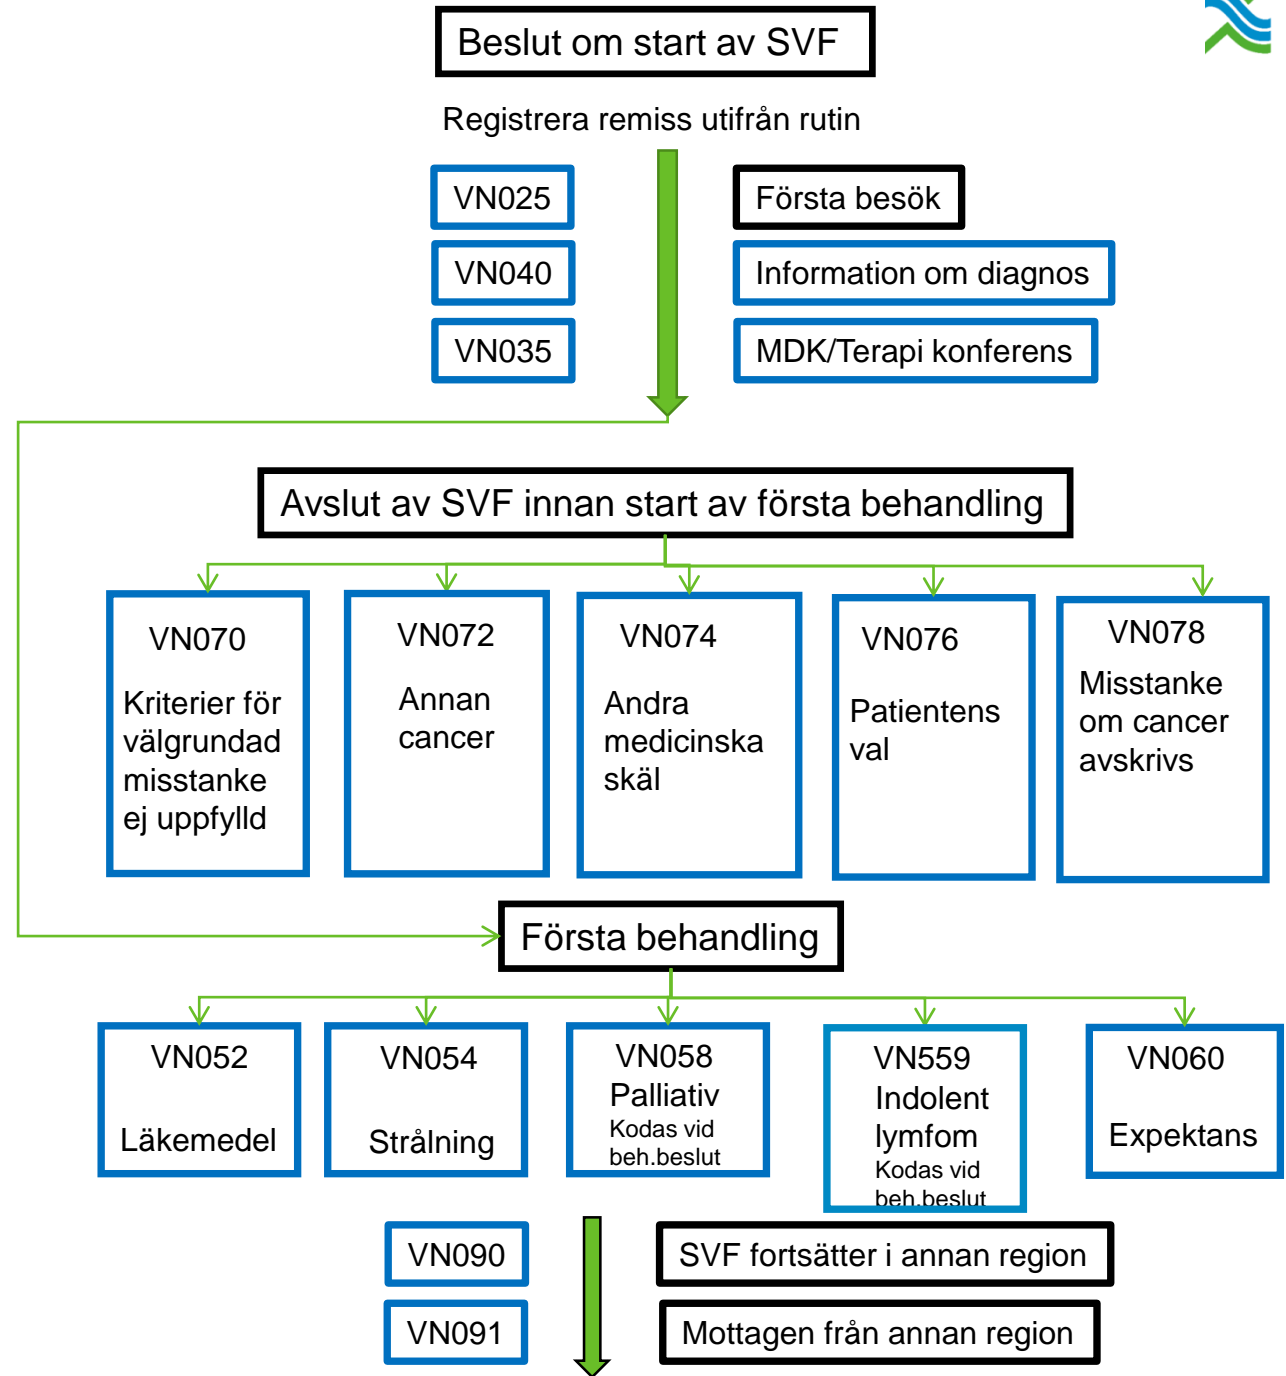 Beslut om start av SVF
Registrera remiss utifrån rutin
VN025
Första besök
VN040
Information om diagnos
VN035
MDK/Terapi konferens
Avslut av SVF innan start av första behandling
VN070
Kriterier för
välgrundad
misstanke
ej uppfylld
VN072
Annan
cancer
VN074
Andra
medicinska
skäl
VN076
Patientens
val
VN078
Misstanke
om cancer
avskrivs
Första behandling
VN052
Läkemedel
VN054
Strålning
VN058
Palliativ
Kodas vid
beh.beslut
VN559
Indolent
lymfom
Kodas vid
beh.beslut
VN060
Expektans
VN090
SVF fortsätter i annan region
VN091
Mottagen från annan region